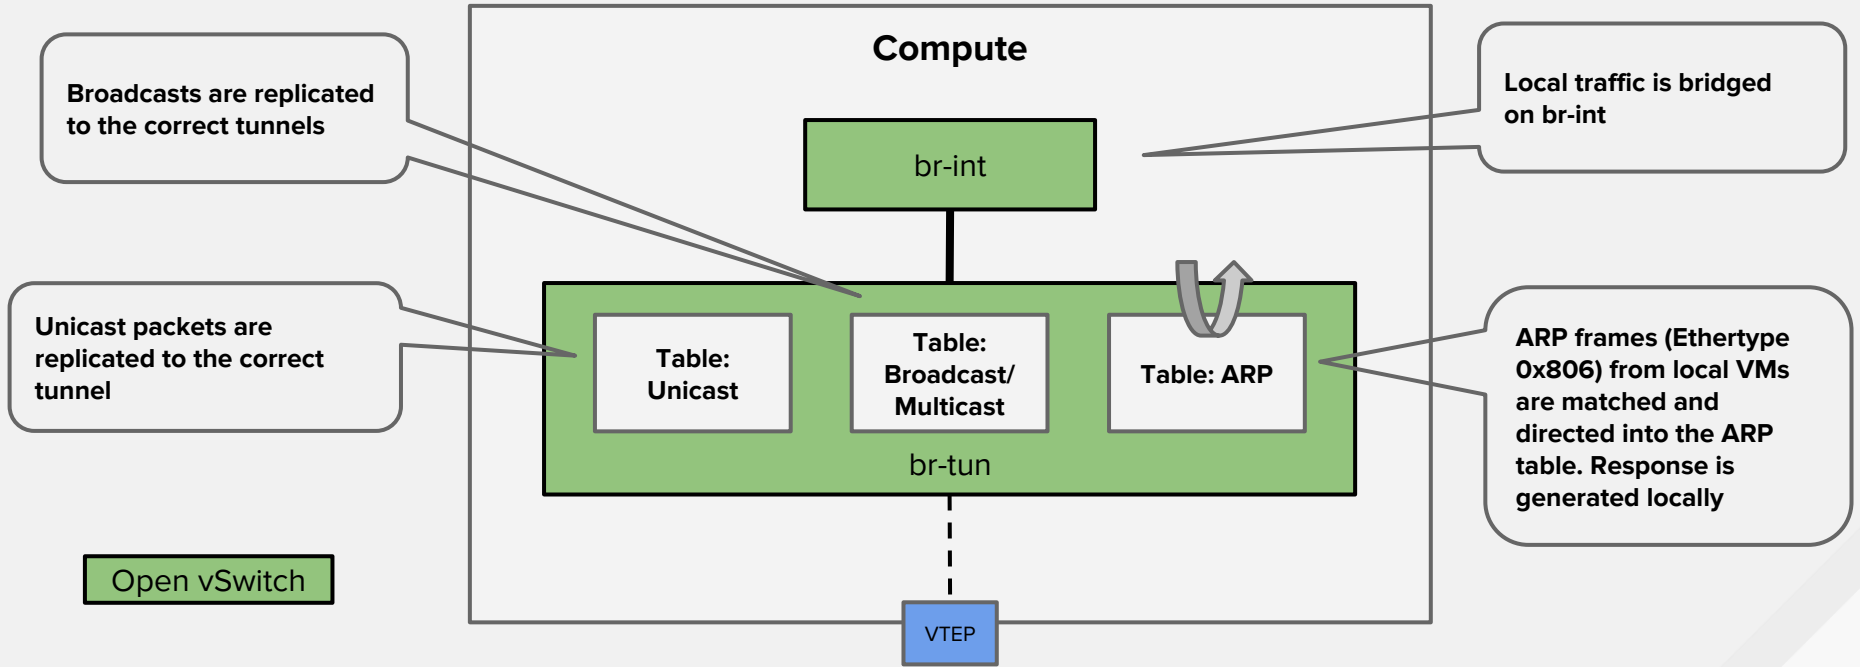 Compute
Broadcasts are replicated
to the correct tunnels
Local traffic is bridged
on br-int
br-int
Unicast packets are
replicated to the correct
tunnel
Table:
Unicast
Table:
Broadcast/
Multicast
Table: ARP
ARP frames (Ethertype
0x806) from local VMs
are matched and
directed into the ARP
table. Response is
generated locally
br-tun
Open vSwitch
VTEP